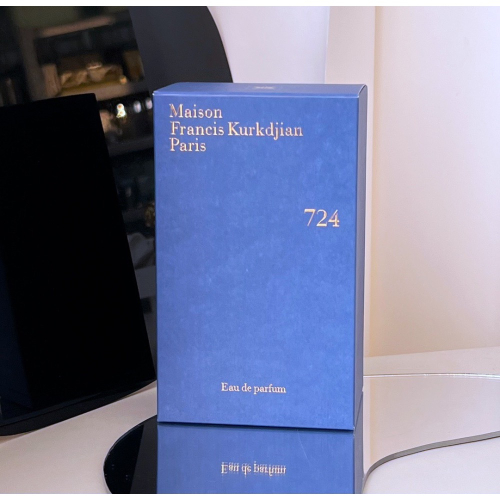 Maison
Francis Kurkdjian
Paris
724
Eau de parfum